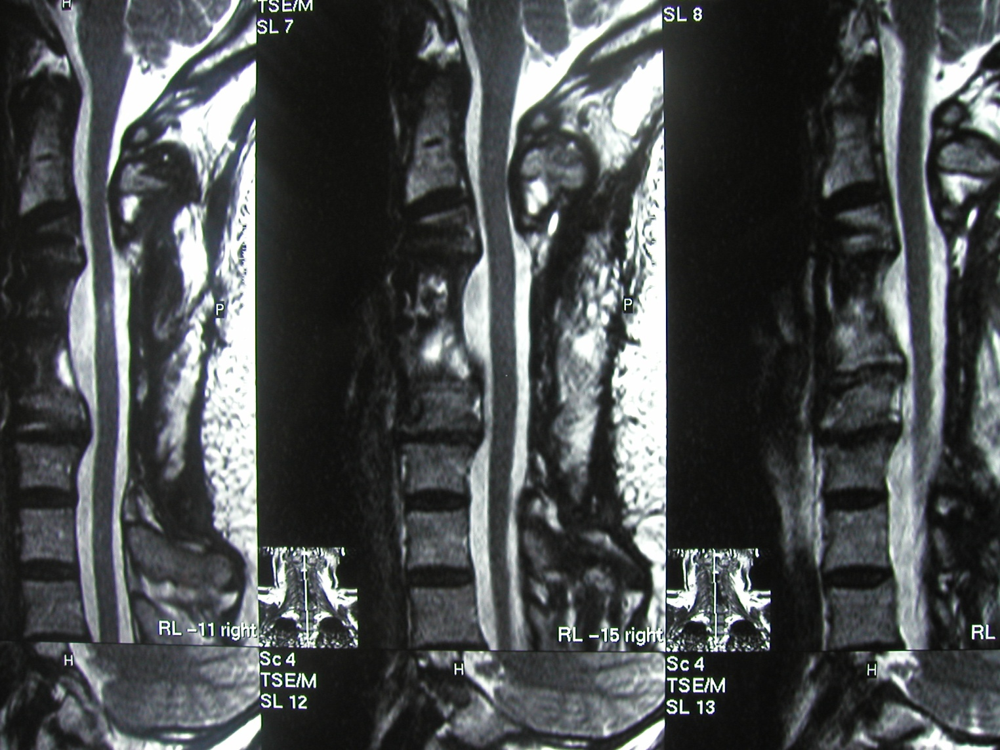 H
TSE/M
SL 7
SL 8
P
P
RL -11 right
RL -15 right
RL
H
Sc 4
TSE/M
SL 12
H
Sc 4
TSE/M
SL 13
H